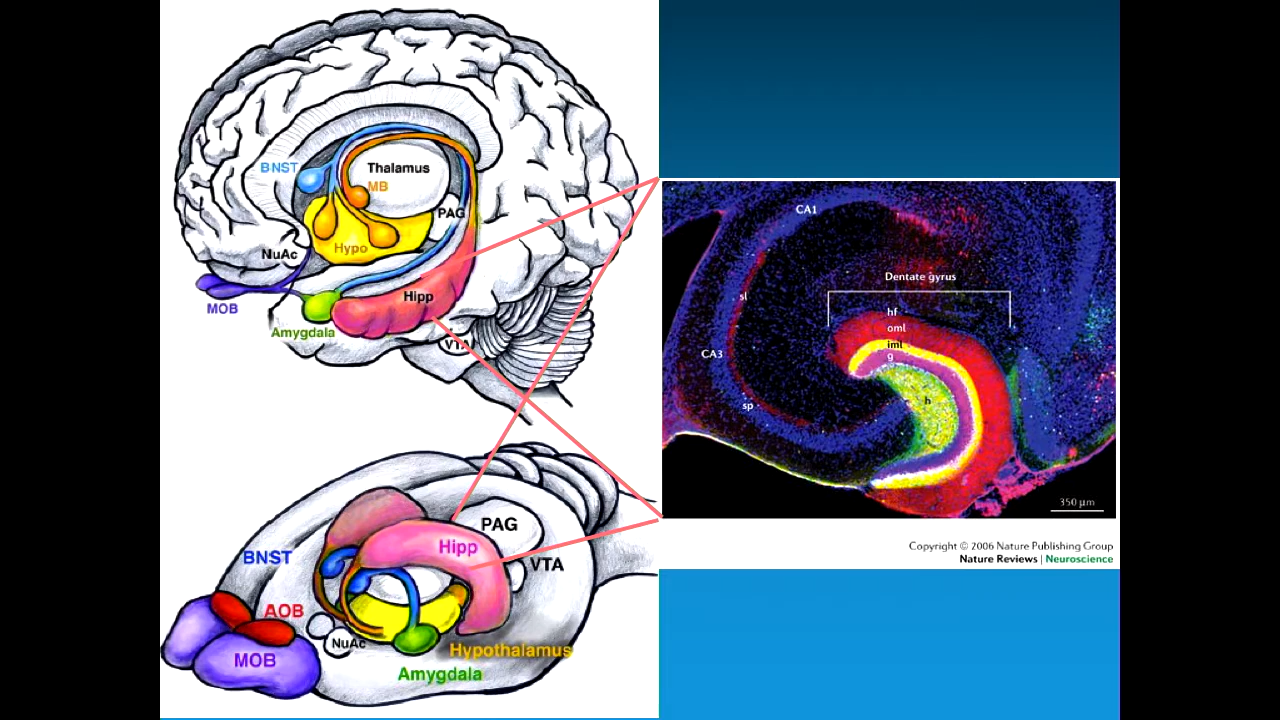 BNST
Thalamus
MB
PAG
Hypo
NuAc
MOB
Hipp
Amygdala
VTA
PAG
Hipp
BNST
VTA
AOB
NuAc
MOB
Hypothalamus
Amygdala
CA1
Dentate gyrus
sl
hf
oml
iml
g
CA3
h
sp
350 µm
Copyright © 2006 Nature Publishing Group
Nature Reviews | Neuroscience